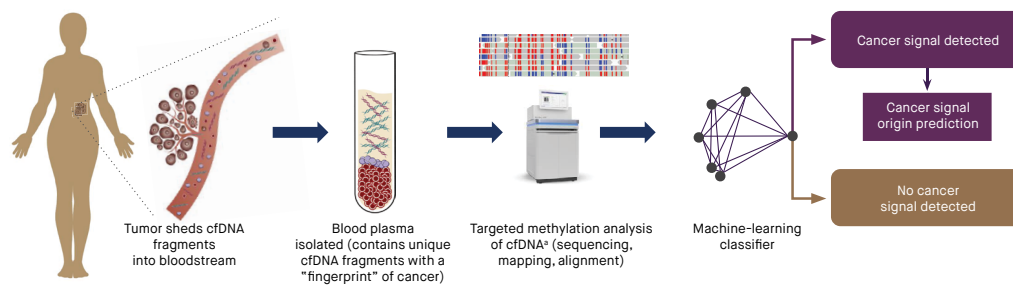 Tumor sheds cfDNA
fragments
into bloodstream
Blood plasma
isolated (contains unique
cfDNA fragments with a
“fingerprint” of cancer)
Targeted methylation analysis
of cfDNAᵃ (sequencing,
mapping, alignment)
Machine-learning
classifier
Cancer signal detected
Cancer signal
origin prediction
No cancer
signal detected